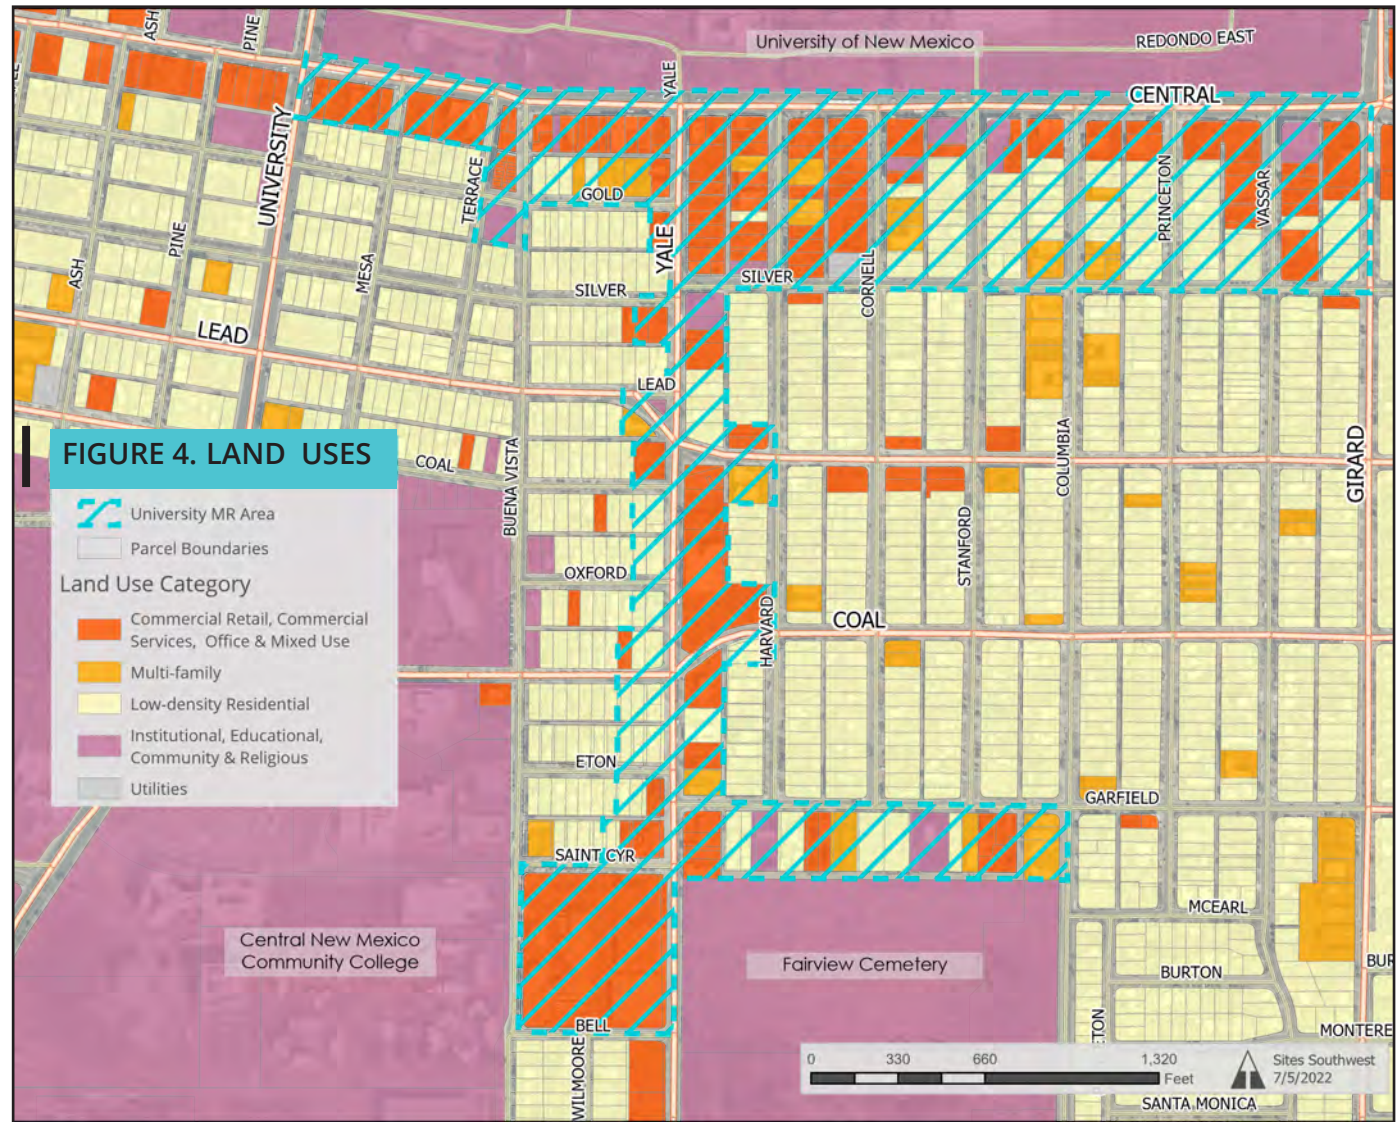 ASH
PINE
YALE
University of New Mexico
REDONDO EAST
CENTRAL
UNIVERSITY
TERRACE
GOLD
YALE
PRINCETON
VASSAR
PINE
ASH
MESA
SILVER
SILVER
CORNELL
LEAD
LEAD
FIGURE 4. LAND USES
COAL
BUENA VISTA
COLUMBIA
GIRARD
University MR Area
Parcel Boundaries
Land Use Category
Commercial Retail, Commercial
Services, Office & Mixed Use
Multi-family
Low-density Residential
Institutional, Educational,
Community & Religious
Utilities
OXFORD
STANFORD
HARVARD
COAL
ETON
GARFIELD
SAINT CYR
MCEARL
Central New Mexico
Community College
Fairview Cemetery
BURTON
BUR
BELL
WILMOORE
TON
MONTERE
0 330 660 1,320
Feet
Sites Southwest
7/5/2022
SANTA MONICA